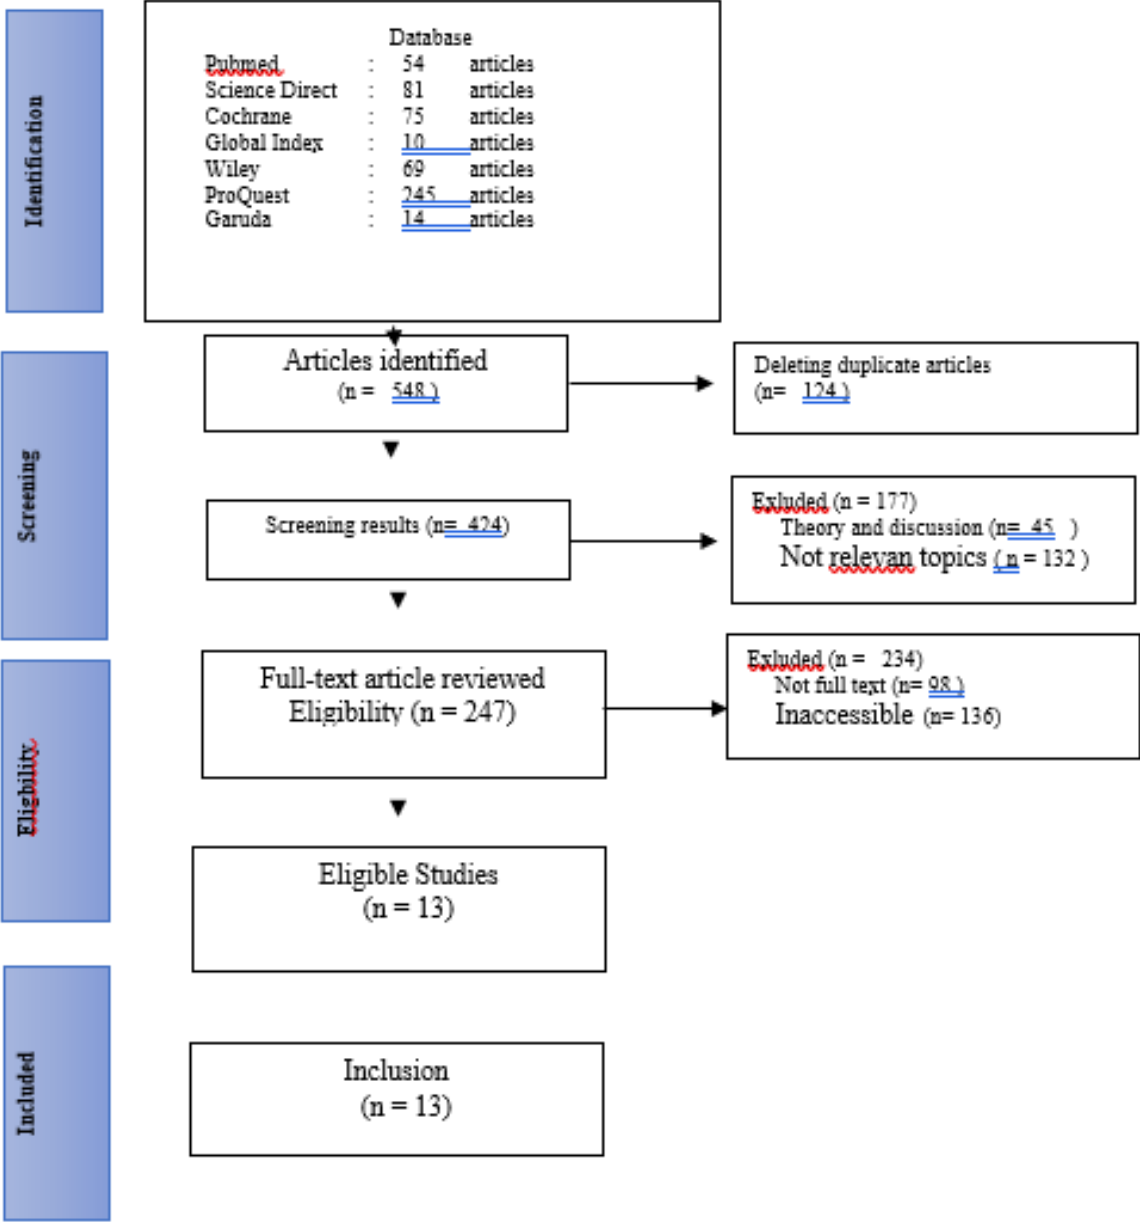 Identification
Database
Pubmed : 54 articles
Science Direct : 81 articles
Cochrane : 75 articles
Global Index : 10 articles
Wiley : 69 articles
ProQuest : 245 articles
Garuda : 14 articles
Screening
Articles identified
(n = 548 )
Deleting duplicate articles
(n= 124 )
Screening results (n= 424)
Exluded (n = 177)
Theory and discussion (n= 45 )
Not relevan topics ( n = 132 )
Eligbility
Full-text article reviewed
Eligibility (n = 247)
Exluded (n = 234)
Not full text (n= 98 )
Inaccessible (n= 136)
Eligible Studies
(n = 13)
Included
Inclusion
(n = 13)